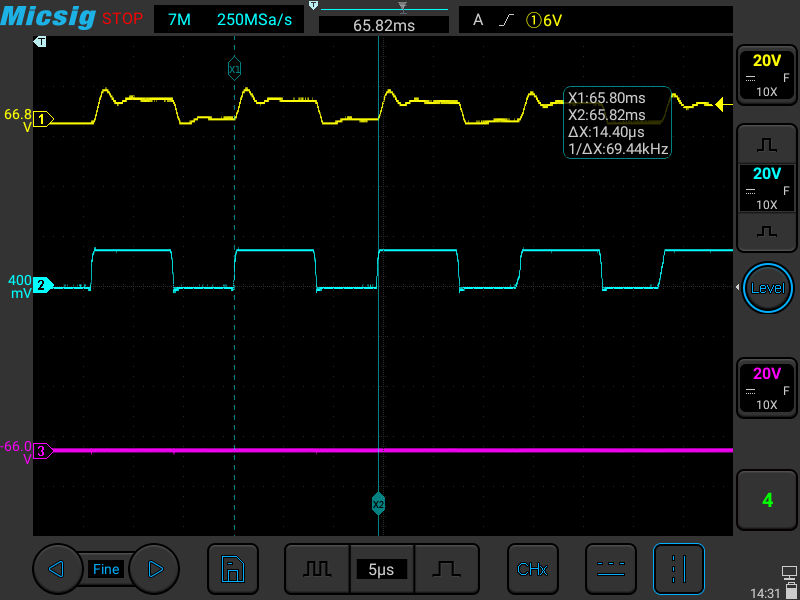 Micsig STOP 7M 250MSa/s T 65.82ms A ①6V
T
X1
20V
F
10X
66.8
V
1
X1:65.80ms
X2:65.82ms
ΔX:14.40μs
1/ΔX:69.44kHz
20V
F
10X
400
mV
2
Level
20V
F
10X
-66.0
V
3
X2
4
Fine
5μs
CHx
14:31